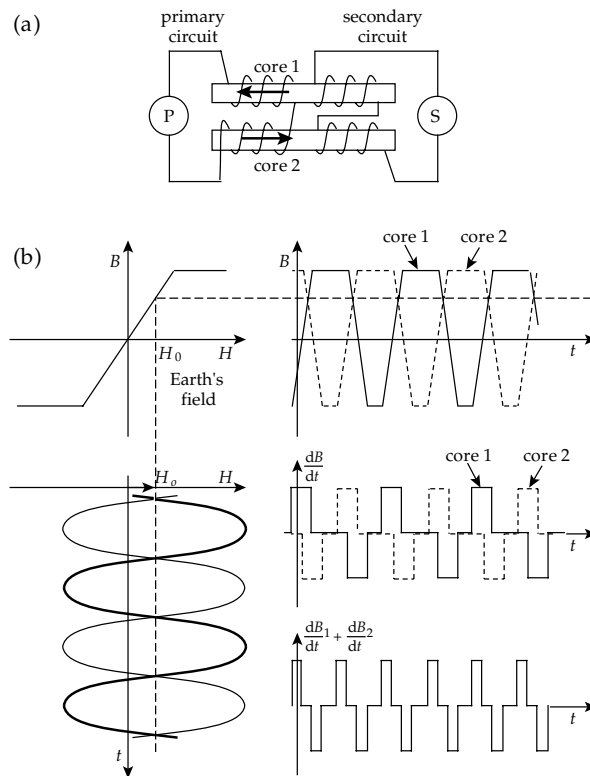 (a)
primary
circuit
secondary
circuit
core 1
P
S
core 2
(b)
B
H₀
H
Earth's
field
B
core 1
core 2
t
Hₒ
H
t
dB
dt
core 1
core 2
t
dB₁ + dB₂
dt dt
t